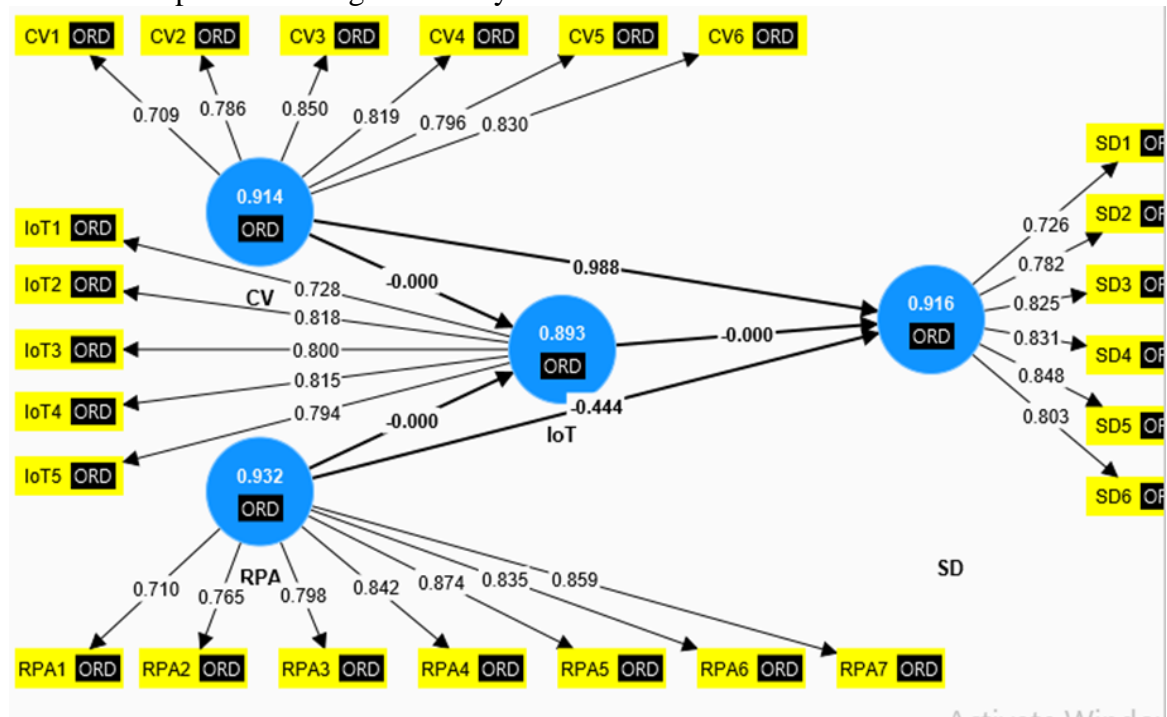 CV1 ORD CV2 ORD CV3 ORD CV4 ORD CV5 ORD CV6 ORD
0.709 0.786 0.850 0.819 0.796 0.830
SD1
0.914
ORD
0.726
SD2
IoT1 ORD
0.782
0.988
IoT2 ORD
-0.000
0.728
CV
SD3
0.818
0.825
0.916
ORD
IoT3 ORD
0.800
0.893
ORD
-0.000
0.831
SD4
0.815
0.848
IoT4 ORD
0.794
-0.444
0.803
-0.000
IoT
SD5
IoT5 ORD
0.932
ORD
SD6
RPA
SD
0.710 0.765 0.798 0.842 0.874 0.835 0.859
RPA1 ORD RPA2 ORD RPA3 ORD RPA4 ORD RPA5 ORD RPA6 ORD RPA7 ORD